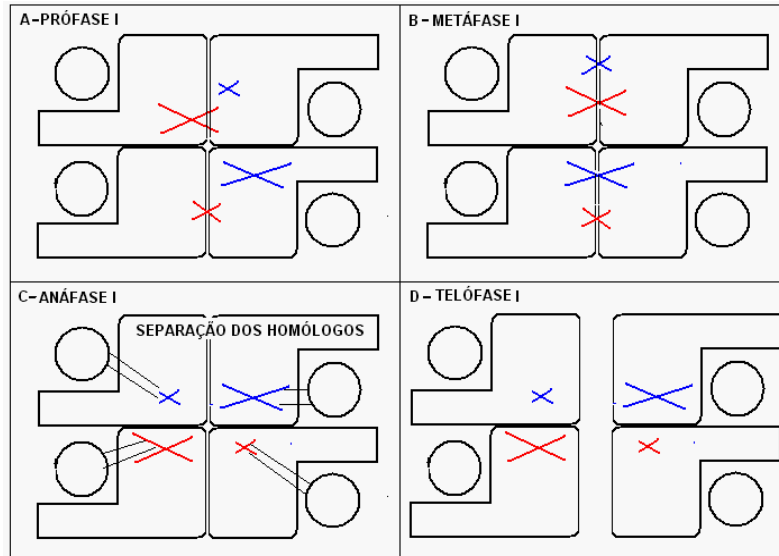 A-PRÓFASE I
B-METÁFASE I
C-ANÁFASE I
SEPARAÇÃO DOS HOMÓLOGOS
D-TELÓFASE I